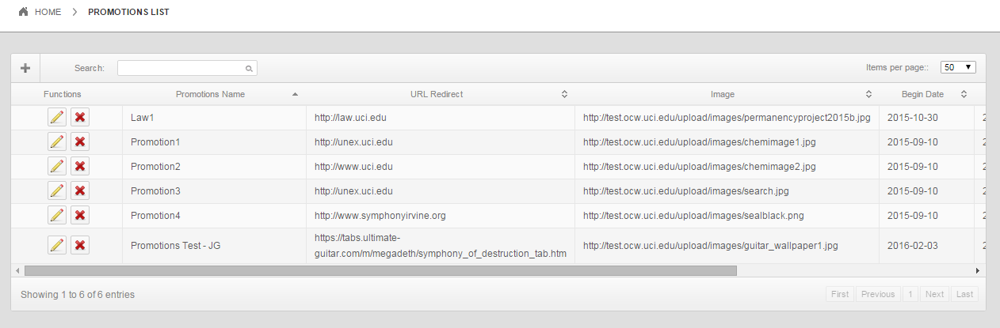 HOME PROMOTIONS LIST
Search: Items per page:: 50
Functions Promotions Name URL Redirect Image Begin Date
Law1 http://law.uci.edu http://test.ocw.uci.edu/upload/images/permanencyproject2015b.jpg 2015-10-30 2
Promotion1 http://unex.uci.edu http://test.ocw.uci.edu/upload/images/chemimage1.jpg 2015-09-10 2
Promotion2 http://www.uci.edu http://test.ocw.uci.edu/upload/images/chemimage2.jpg 2015-09-10 2
Promotion3 http://unex.uci.edu http://test.ocw.uci.edu/upload/images/search.jpg 2015-09-10 2
Promotion4 http://www.symphonyirvine.org http://test.ocw.uci.edu/upload/images/sealblack.png 2015-09-10 2
Promotions Test - JG https://tabs.ultimate-
guitar.com/m/megadeth/symphony_of_destruction_tab.htm http://test.ocw.uci.edu/upload/images/guitar_wallpaper1.jpg 2016-02-03 2
Showing 1 to 6 of 6 entries First Previous 1 Next Last